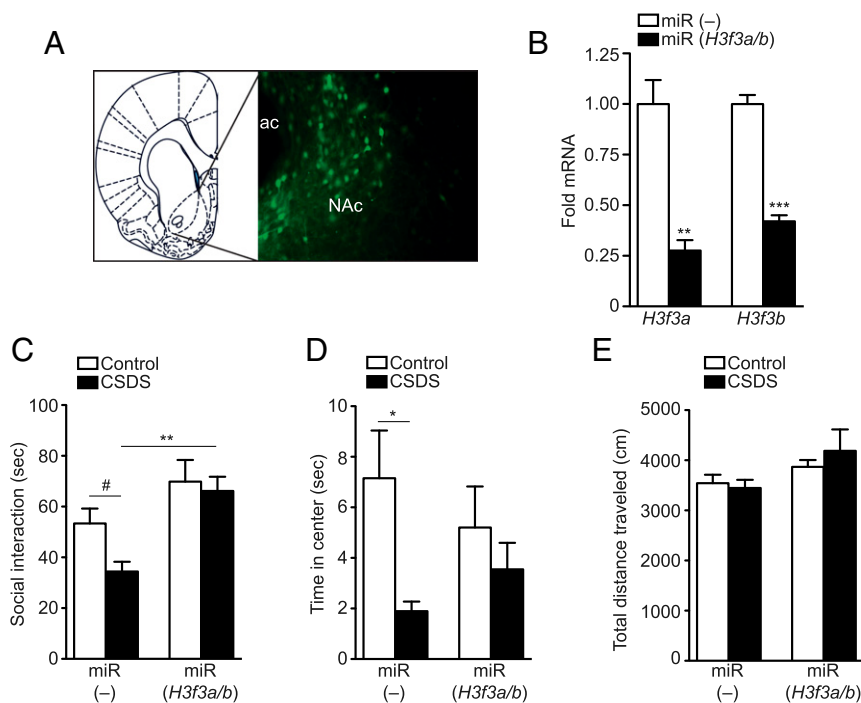 A
ac
NAc
B
miR (–)
miR (H3f3a/b)
Fold mRNA
1.25
1.00
0.75
0.50
0.25
0
**
***
H3f3a
H3f3b
C
Control
CSDS
Social interaction (sec)
100
80
60
40
20
0
#
**
miR
(–)
miR
(H3f3a/b)
D
Control
CSDS
Time in center (sec)
10
8
6
4
2
0
*
miR
(–)
miR
(H3f3a/b)
E
Control
CSDS
Total distance traveled (cm)
5000
4000
3000
2000
1000
0
miR
(–)
miR
(H3f3a/b)